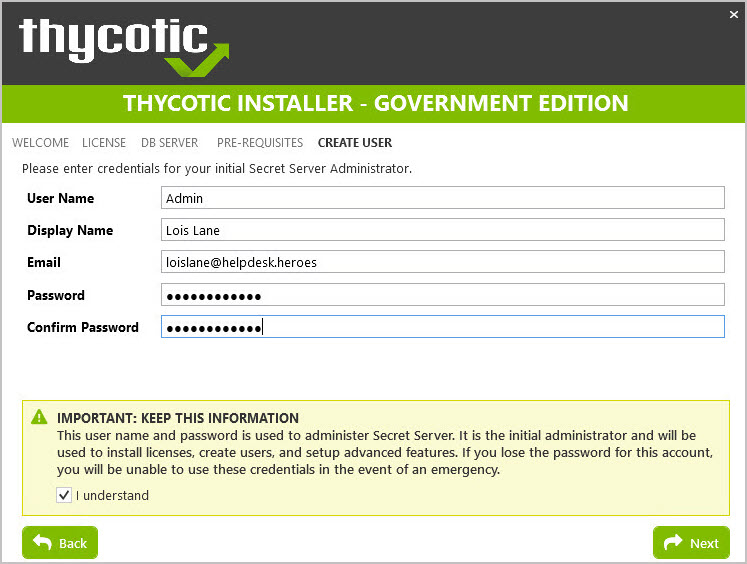 thycotic
THYCOTIC INSTALLER - GOVERNMENT EDITION
WELCOME LICENSE DB SERVER PRE-REQUISITES CREATE USER
Please enter credentials for your initial Secret Server Administrator.
User Name Admin
Display Name Lois Lane
Email loislane@helpdesk.heroes
Password ●●●●●●●●●●●●
Confirm Password ●●●●●●●●●●●●
IMPORTANT: KEEP THIS INFORMATION
This user name and password is used to administer Secret Server. It is the initial administrator and will be
used to install licenses, create users, and setup advanced features. If you lose the password for this account,
you will be unable to use these credentials in the event of an emergency.
I understand
Back Next